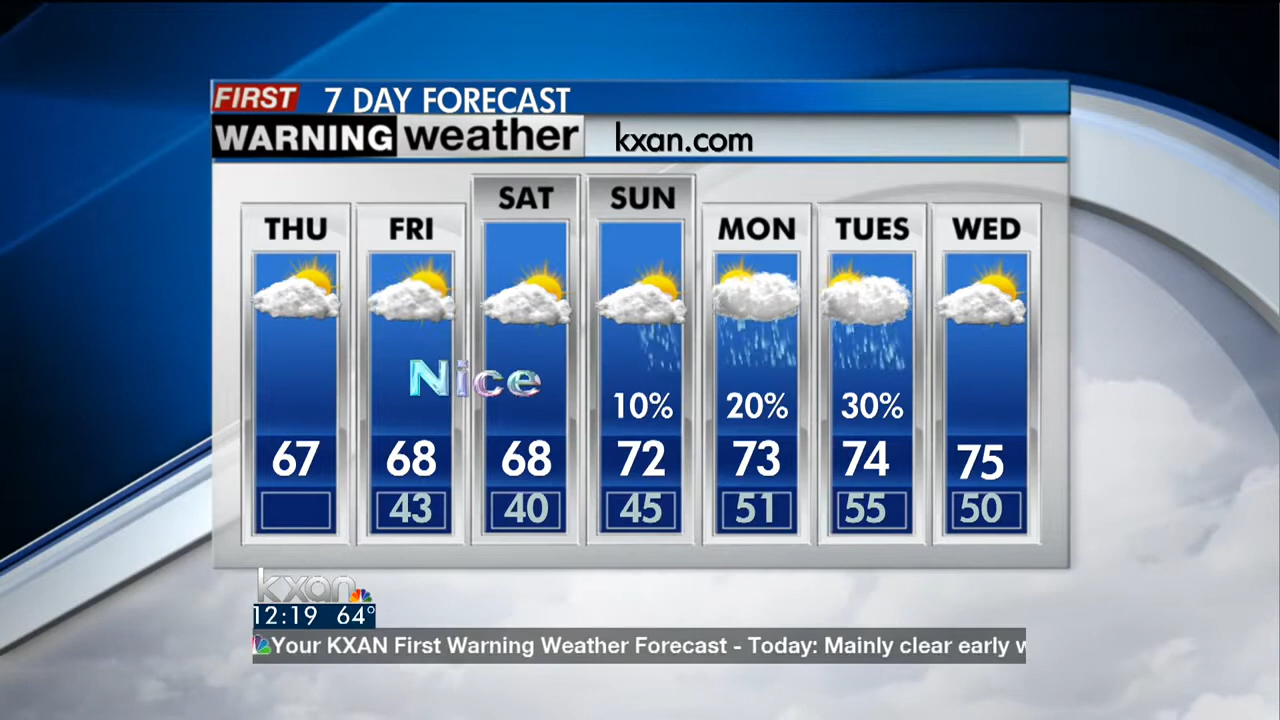 FIRST 7 DAY FORECAST
WARNING weather kxan.com
THU FRI SAT SUN MON TUES WED
Nice
10% 20% 30%
67 68 68 72 73 74 75
43 40 45 51 55 50
kxan
12:19 64°
Your KXAN First Warning Weather Forecast - Today: Mainly clear early w